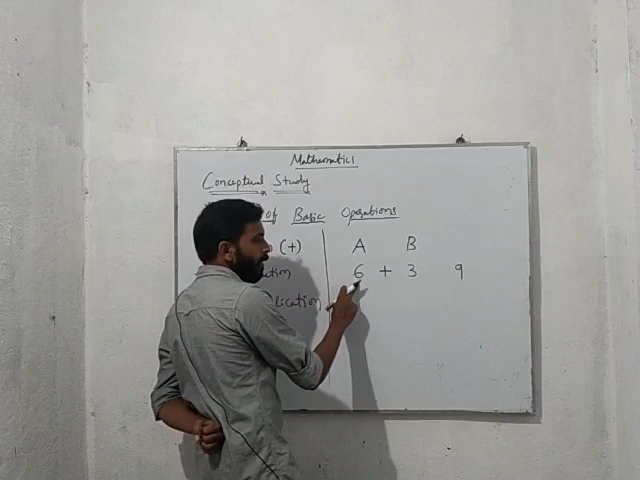 Mathematics
Conceptual Study
of Basic Operations
(+) A B
6 + 3 9